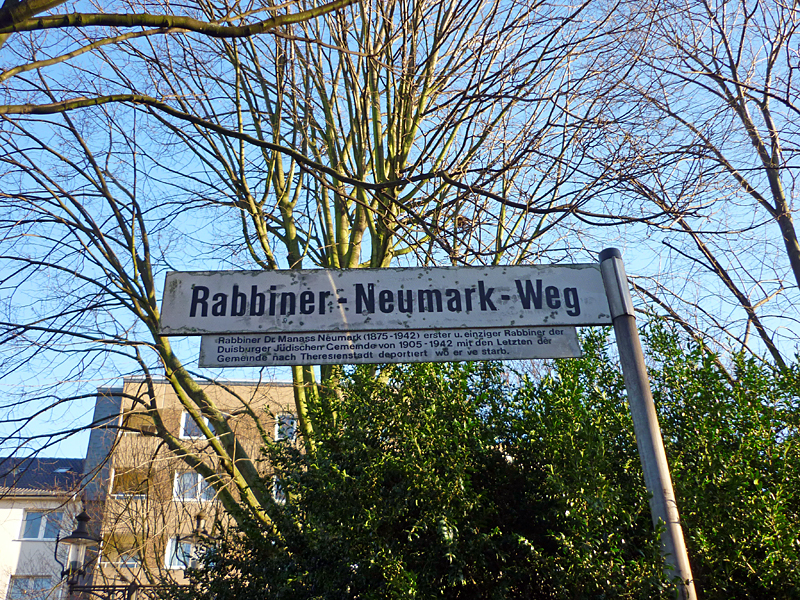 Rabbiner-Neumark-Weg
Rabbiner Dr. Manass Neumark (1875-1942) erster u. einziger Rabbiner der
Duisburger Jüdischerr Gemeinde von 1905-1942 mit den Letzten der
Gemeinde nach Theresienstadt deportiert wo er ve starb.